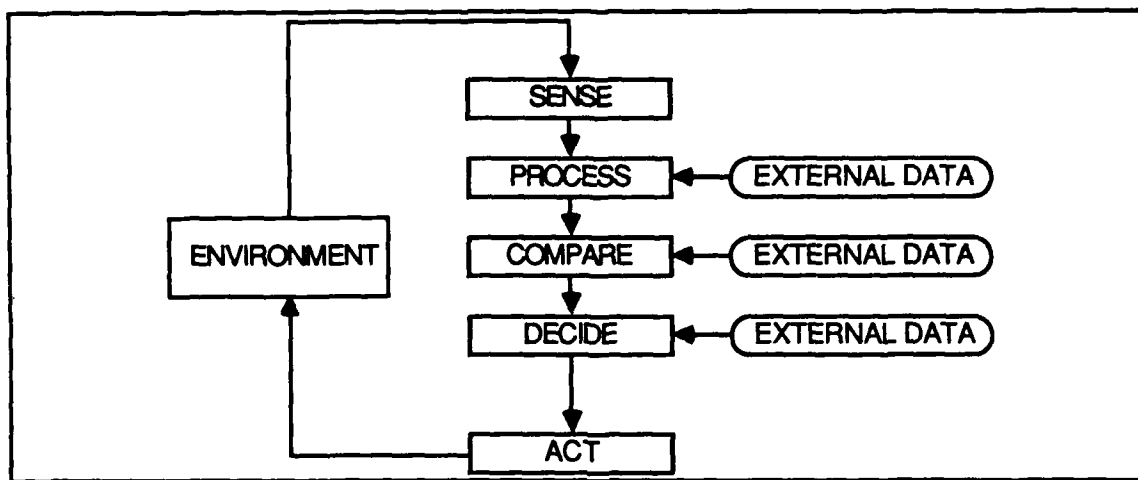 SENSE
PROCESS
EXTERNAL DATA
ENVIRONMENT
COMPARE
EXTERNAL DATA
DECIDE
EXTERNAL DATA
ACT